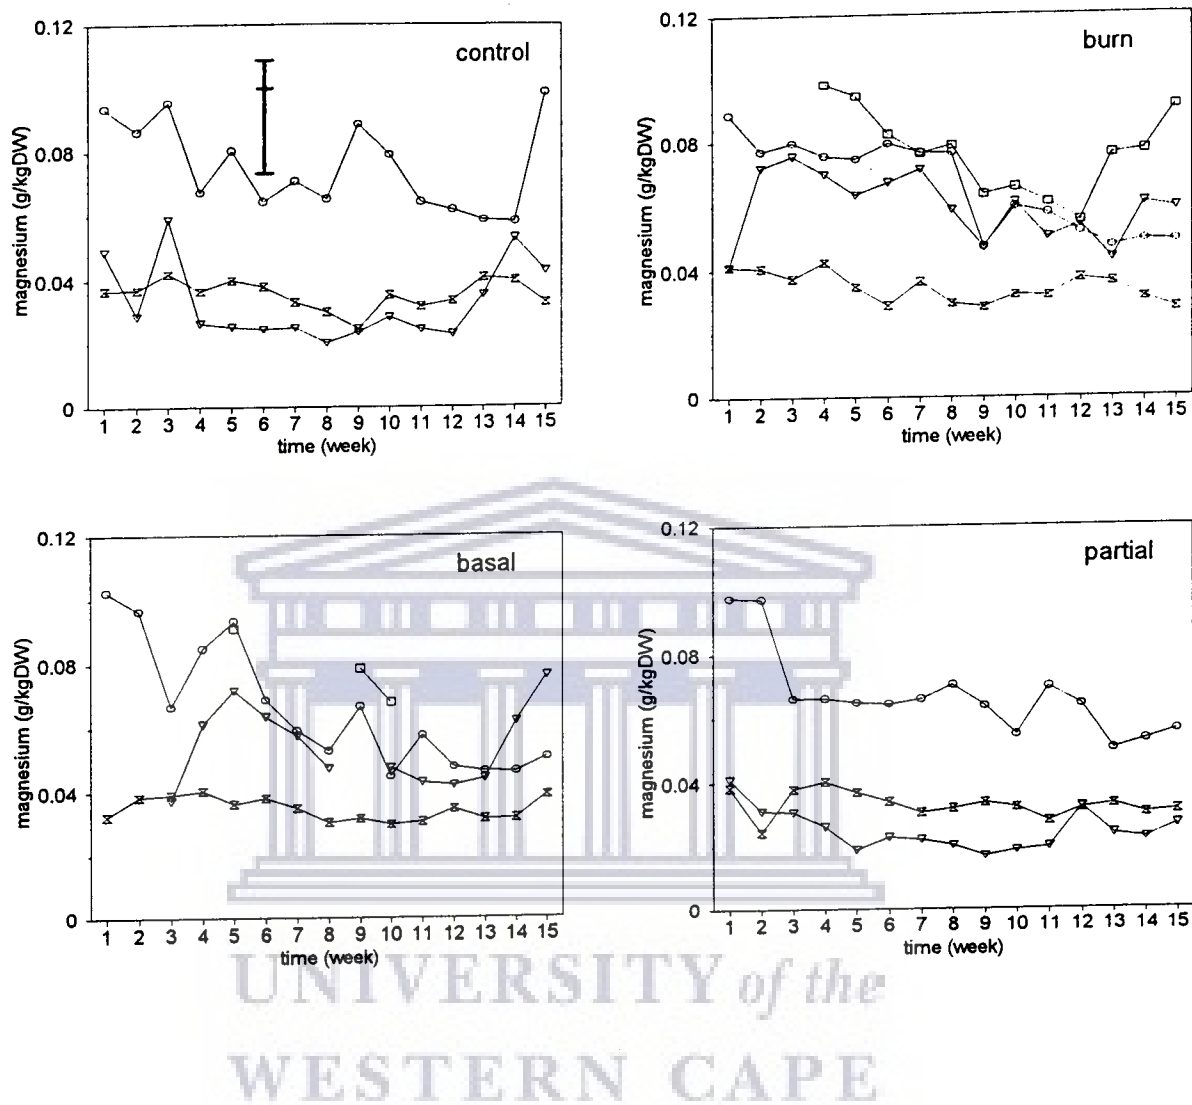 control
magnesium (g/kgDW)
0.12
0.08
0.04
0
1 2 3 4 5 6 7 8 9 10 11 12 13 14 15
time (week)
burn
magnesium (g/kgDW)
0.12
0.08
0.04
0
1 2 3 4 5 6 7 8 9 10 11 12 13 14 15
time (week)
basal
magnesium (g/kgDW)
0.12
0.08
0.04
0
1 2 3 4 5 6 7 8 9 10 11 12 13 14 15
time (week)
partial
magnesium (g/kgDW)
0.12
0.08
0.04
0
1 2 3 4 5 6 7 8 9 10 11 12 13 14 15
time (week)
UNIVERSITY of the
WESTERN CAPE